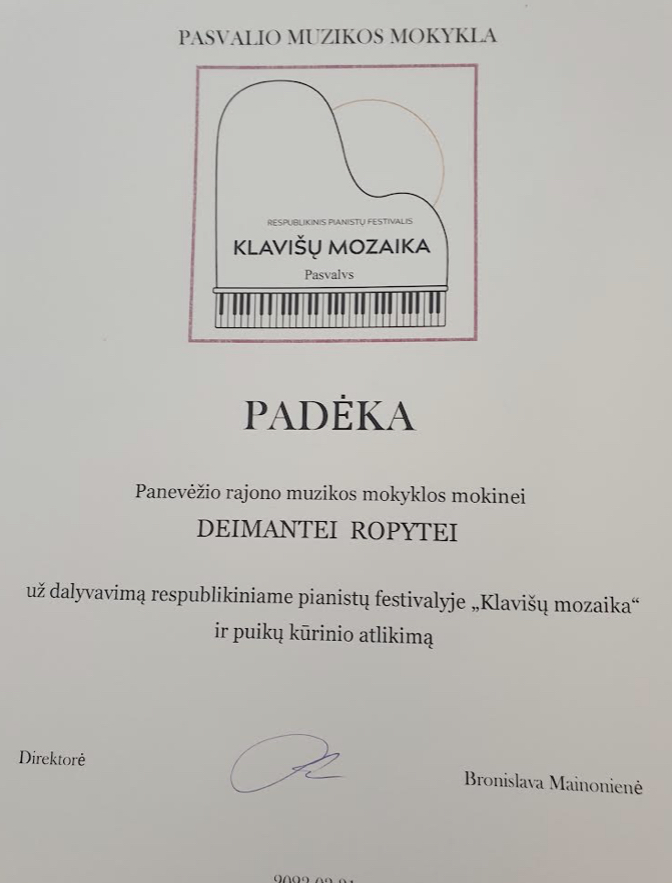 PASVALIO MUZIKOS MOKYKLA
RESPUBLIKINIS PIANISTŲ FESTIVALIS
KLAVIŠŲ MOZAIKA
Pasvalys
PADĖKA
Panevėžio rajono muzikos mokyklos mokinei
DEIMANTEI ROPYTEI
už dalyvavimą respublikiniame pianistų festivalyje „Klavišų mozaika“
ir puikų kūrinio atlikimą
Direktorė
Bronislava Mainonienė